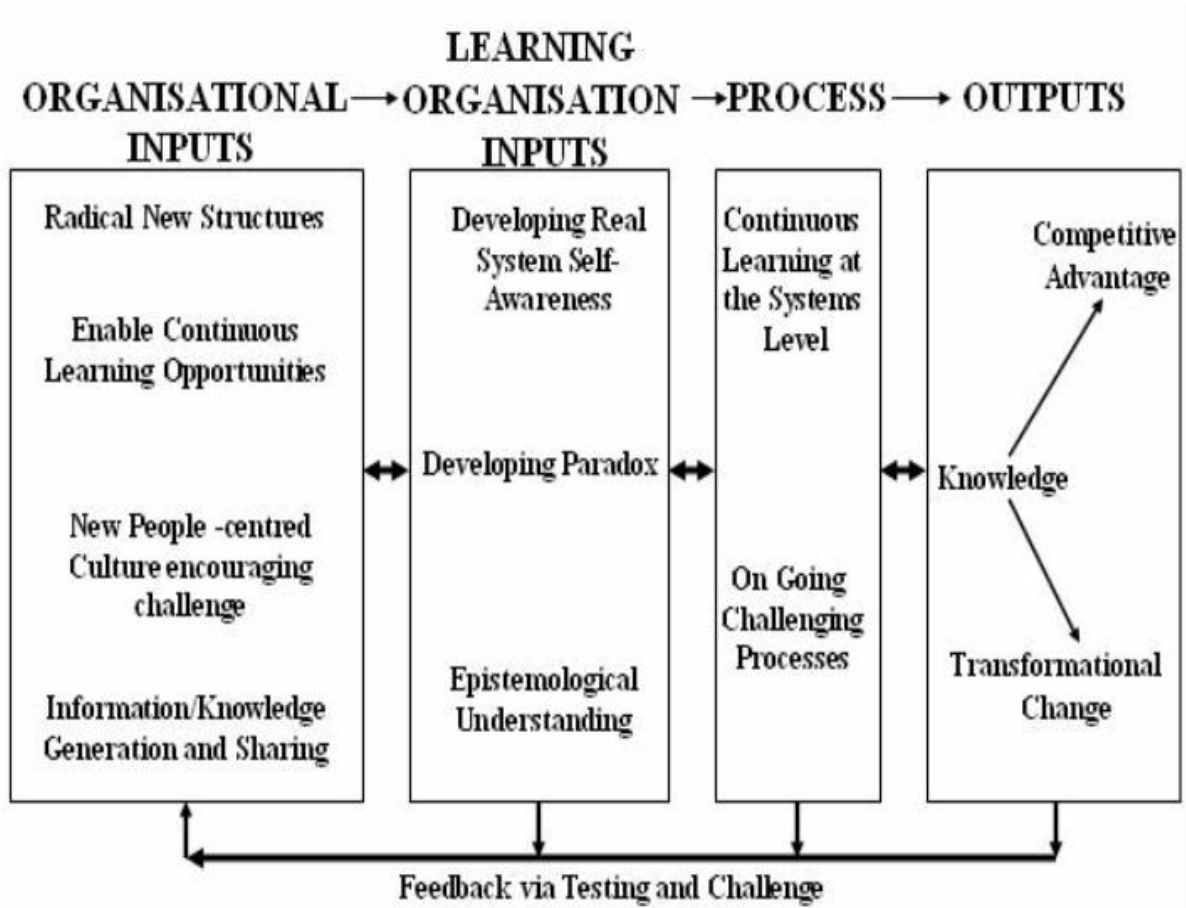 ORGANISATIONAL
INPUTS
LEARNING
ORGANISATION
INPUTS
PROCESS
OUTPUTS
Radical New Structures
Enable Continuous
Learning Opportunities
New People -centred
Culture encouraging
challenge
Information/Knowledge
Generation and Sharing
Developing Real
System Self-
Awareness
Developing Paradox
Epistemological
Understanding
Continuous
Learning at
the Systems
Level
On Going
Challenging
Processes
Competitive
Advantage
Knowledge
Transformational
Change
Feedback via Testing and Challenge